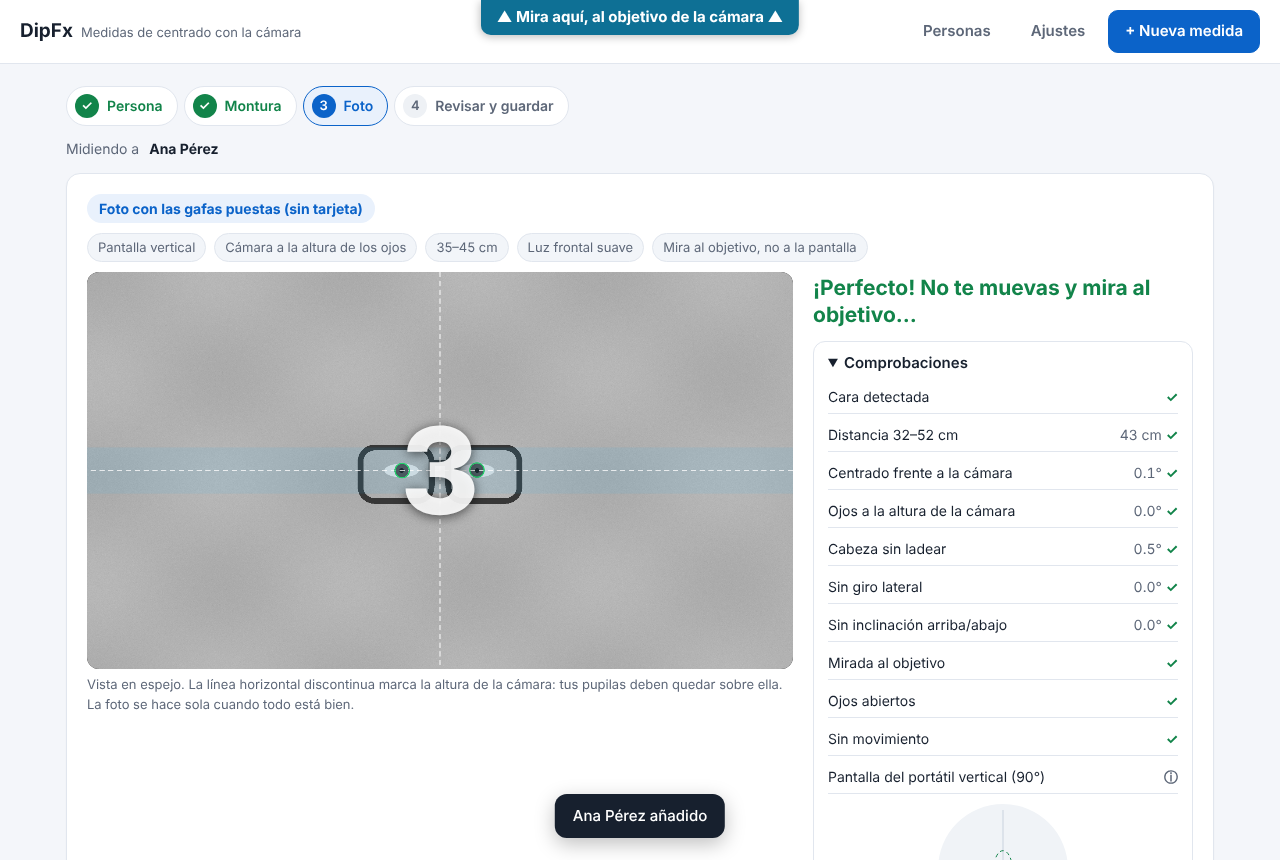 ▲ Mira aquí, al objetivo de la cámara ▲
DipFx Medidas de centrado con la cámara
Personas
Ajustes
+ Nueva medida
Persona
Montura
3 Foto
4 Revisar y guardar
Midiendo a Ana Pérez
Foto con las gafas puestas (sin tarjeta)
Pantalla vertical
Cámara a la altura de los ojos
35–45 cm
Luz frontal suave
Mira al objetivo, no a la pantalla
3
Vista en espejo. La línea horizontal discontinua marca la altura de la cámara: tus pupilas deben quedar sobre ella.
La foto se hace sola cuando todo está bien.
¡Perfecto! No te muevas y mira al
objetivo…
▼ Comprobaciones
Cara detectada ✓
Distancia 32–52 cm 43 cm ✓
Centrado frente a la cámara 0.1° ✓
Ojos a la altura de la cámara 0.0° ✓
Cabeza sin ladear 0.5° ✓
Sin giro lateral 0.0° ✓
Sin inclinación arriba/abajo 0.0° ✓
Mirada al objetivo ✓
Ojos abiertos ✓
Sin movimiento ✓
Pantalla del portátil vertical (90°) ⓘ
Ana Pérez añadido